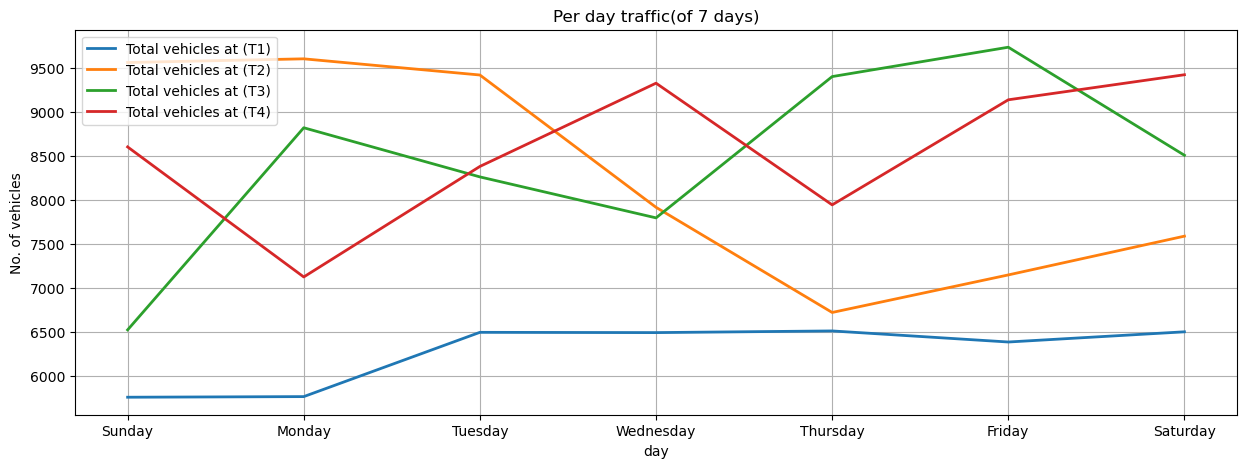 Per day traffic(of 7 days)
Total vehicles at (T1)
Total vehicles at (T2)
Total vehicles at (T3)
Total vehicles at (T4)
No. of vehicles
9500
9000
8500
8000
7500
7000
6500
6000
Sunday Monday Tuesday Wednesday Thursday Friday Saturday
day